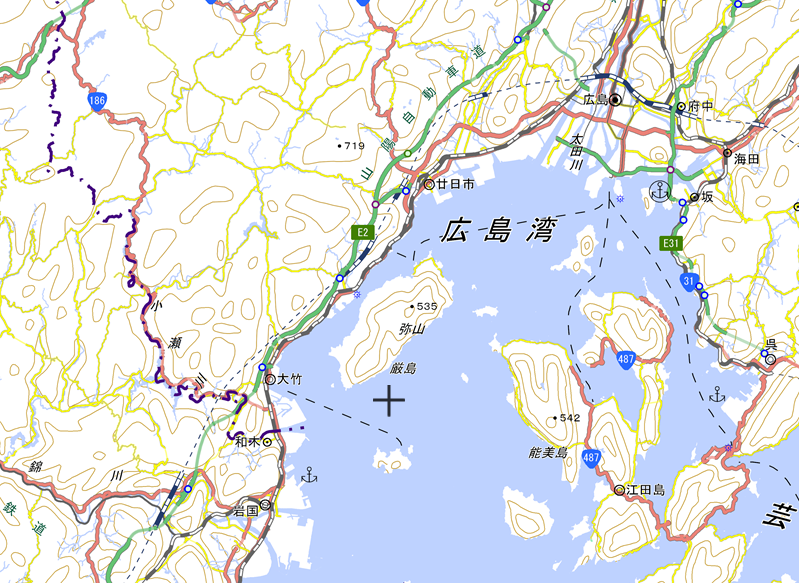 186
山陽自動車道
719
広島
府中
太田川
海田
廿日市
坂
E2
広島湾
E31
31
535
弥山
小瀬川
厳島
呉
487
大竹
542
和木
能美島
487
錦川
江田島
岩国
鉄道
芸